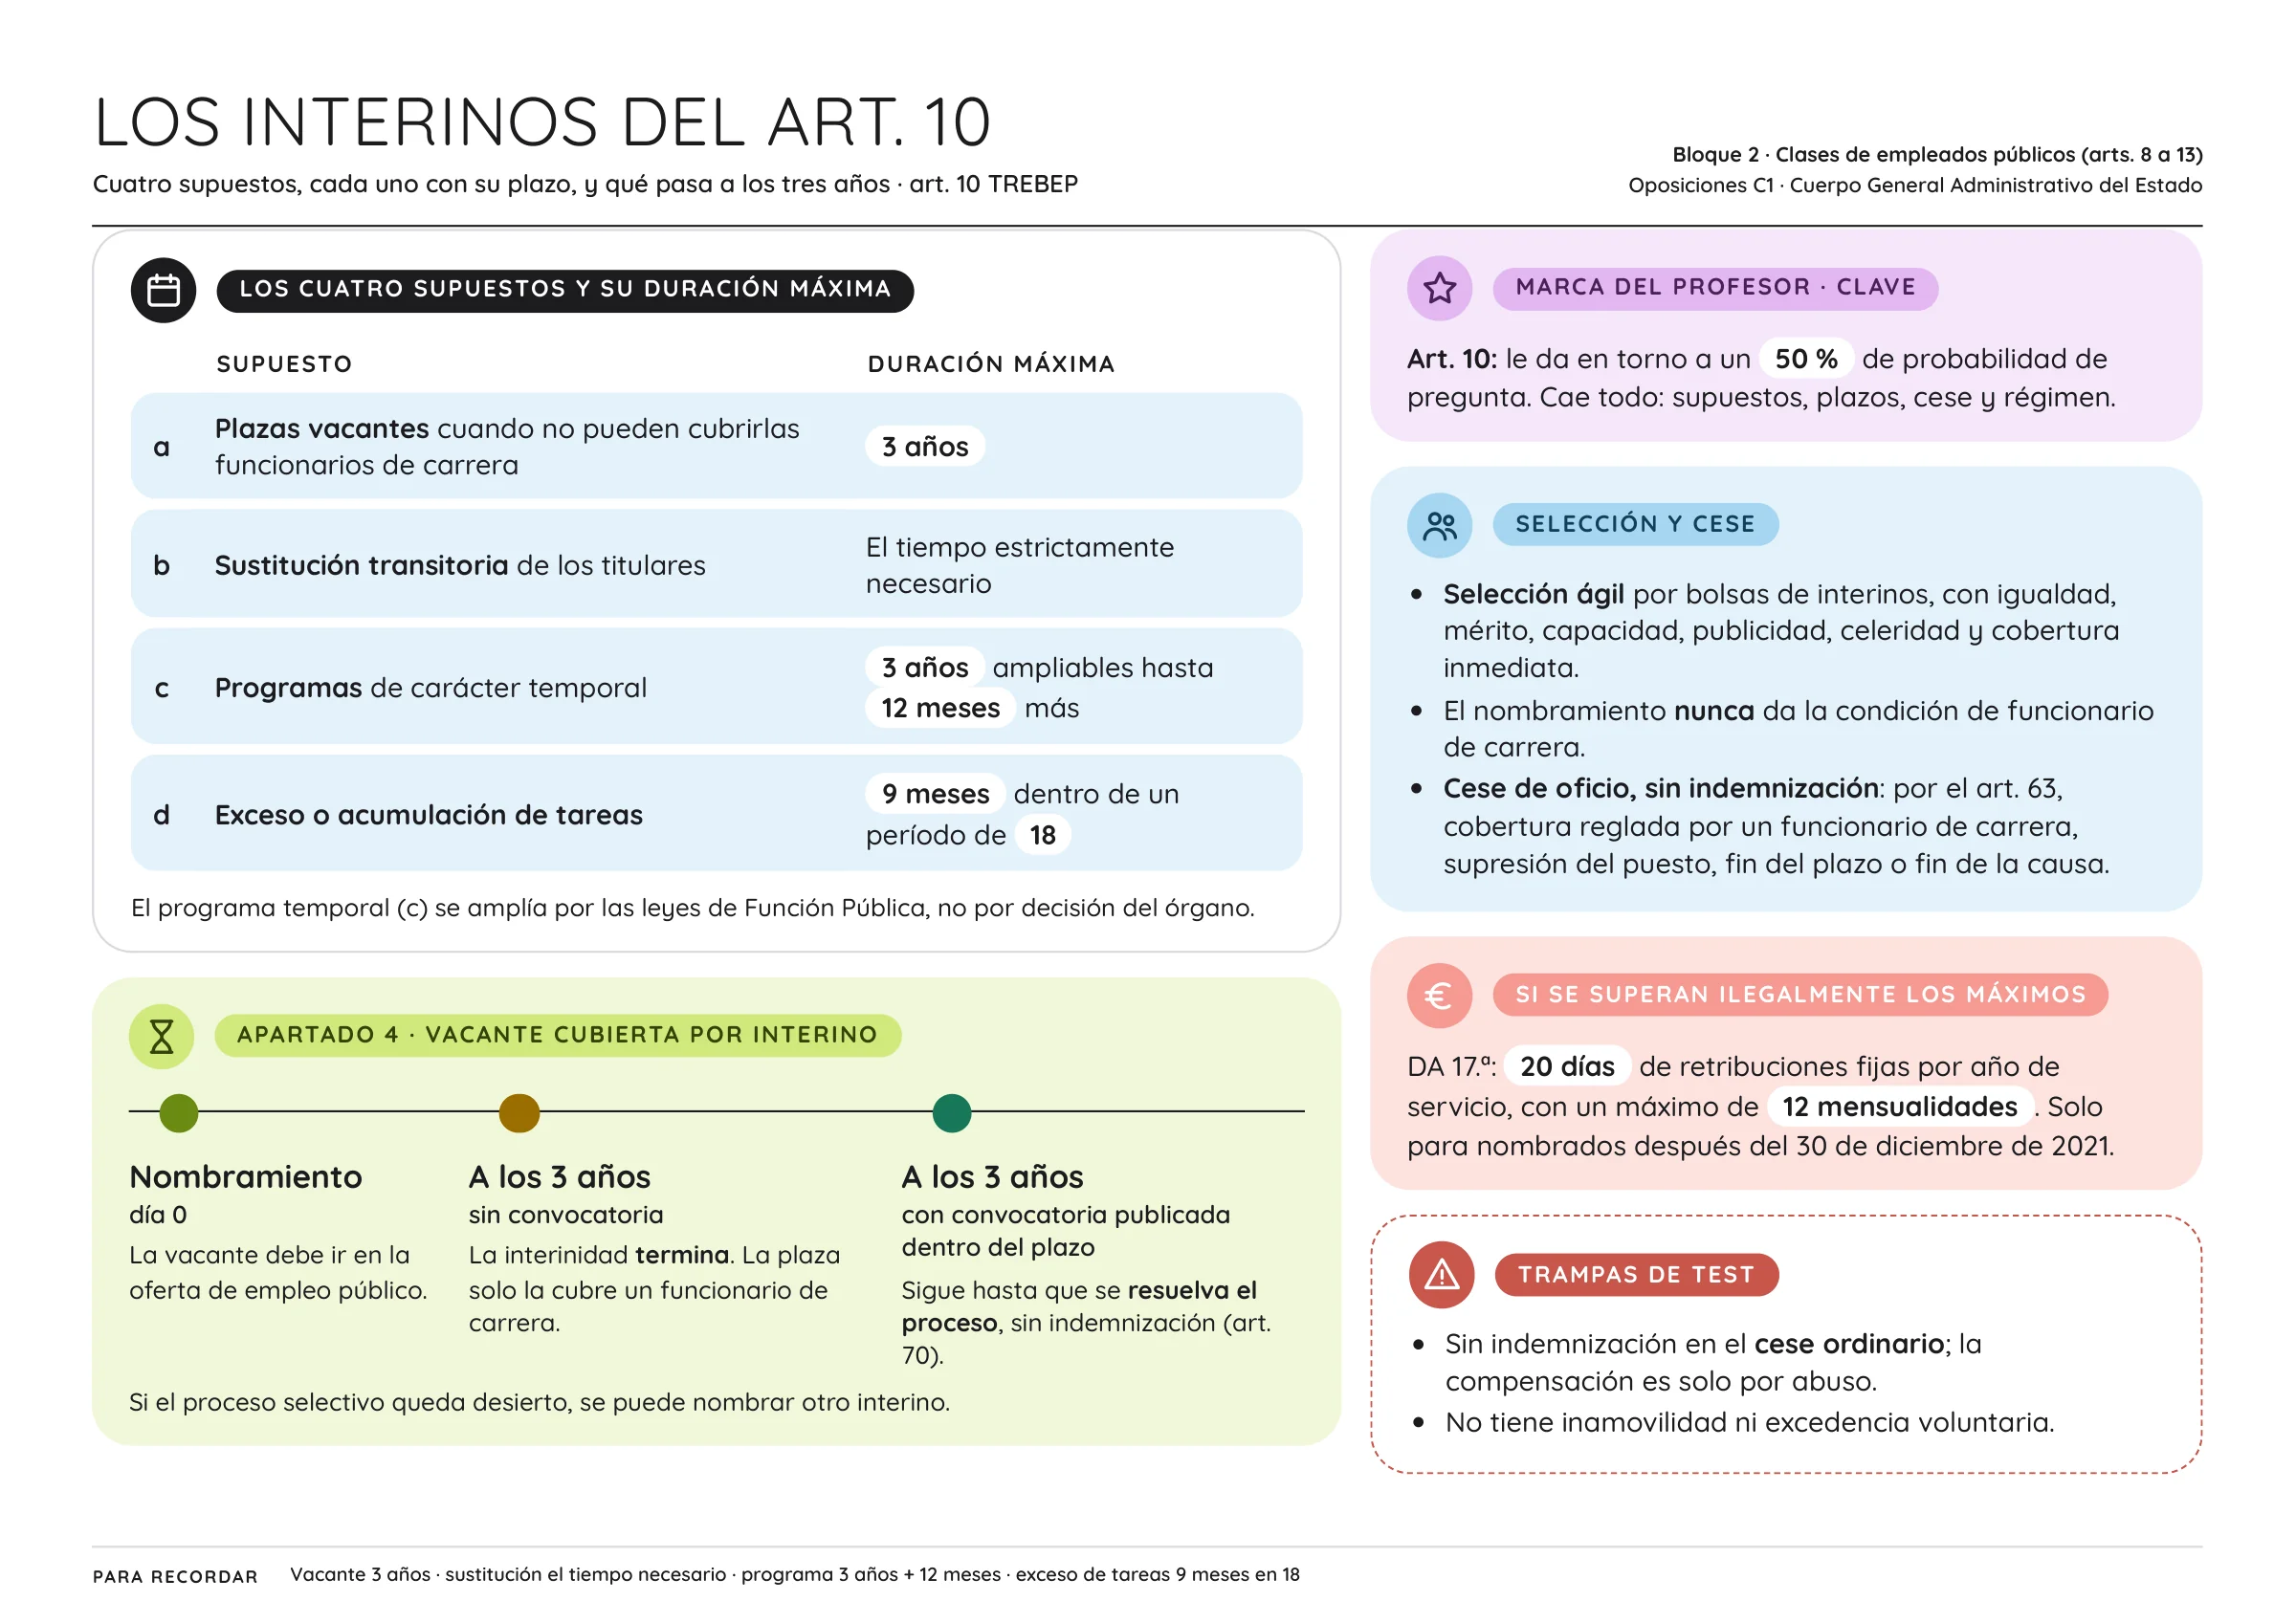 LOS INTERINOS DEL ART. 10
Cuatro supuestos, cada uno con su plazo, y qué pasa a los tres años · art. 10 TREBEP
Bloque 2 · Clases de empleados públicos (arts. 8 a 13)
Oposiciones C1 · Cuerpo General Administrativo del Estado
LOS CUATRO SUPUESTOS Y SU DURACIÓN MÁXIMA
SUPUESTO
DURACIÓN MÁXIMA
a
Plazas vacantes cuando no pueden cubrirlas
funcionarios de carrera
3 años
b
Sustitución transitoria de los titulares
El tiempo estrictamente
necesario
c
Programas de carácter temporal
3 años ampliables hasta
12 meses más
d
Exceso o acumulación de tareas
9 meses dentro de un
período de 18
El programa temporal (c) se amplía por las leyes de Función Pública, no por decisión del órgano.
APARTADO 4 · VACANTE CUBIERTA POR INTERINO
Nombramiento
día 0
La vacante debe ir en la
oferta de empleo público.
A los 3 años
sin convocatoria
La interinidad termina. La plaza
solo la cubre un funcionario de
carrera.
A los 3 años
con convocatoria publicada
dentro del plazo
Sigue hasta que se resuelva el
proceso, sin indemnización (art.
70).
Si el proceso selectivo queda desierto, se puede nombrar otro interino.
MARCA DEL PROFESOR · CLAVE
Art. 10: le da en torno a un 50 % de probabilidad de
pregunta. Cae todo: supuestos, plazos, cese y régimen.
SELECCIÓN Y CESE
• Selección ágil por bolsas de interinos, con igualdad,
mérito, capacidad, publicidad, celeridad y cobertura
inmediata.
• El nombramiento nunca da la condición de funcionario
de carrera.
• Cese de oficio, sin indemnización: por el art. 63,
cobertura reglada por un funcionario de carrera,
supresión del puesto, fin del plazo o fin de la causa.
€
SI SE SUPERAN ILEGALMENTE LOS MÁXIMOS
DA 17.ª: 20 días de retribuciones fijas por año de
servicio, con un máximo de 12 mensualidades. Solo
para nombrados después del 30 de diciembre de 2021.
TRAMPAS DE TEST
• Sin indemnización en el cese ordinario; la
compensación es solo por abuso.
• No tiene inamovilidad ni excedencia voluntaria.
PARA RECORDAR
Vacante 3 años · sustitución el tiempo necesario · programa 3 años + 12 meses · exceso de tareas 9 meses en 18